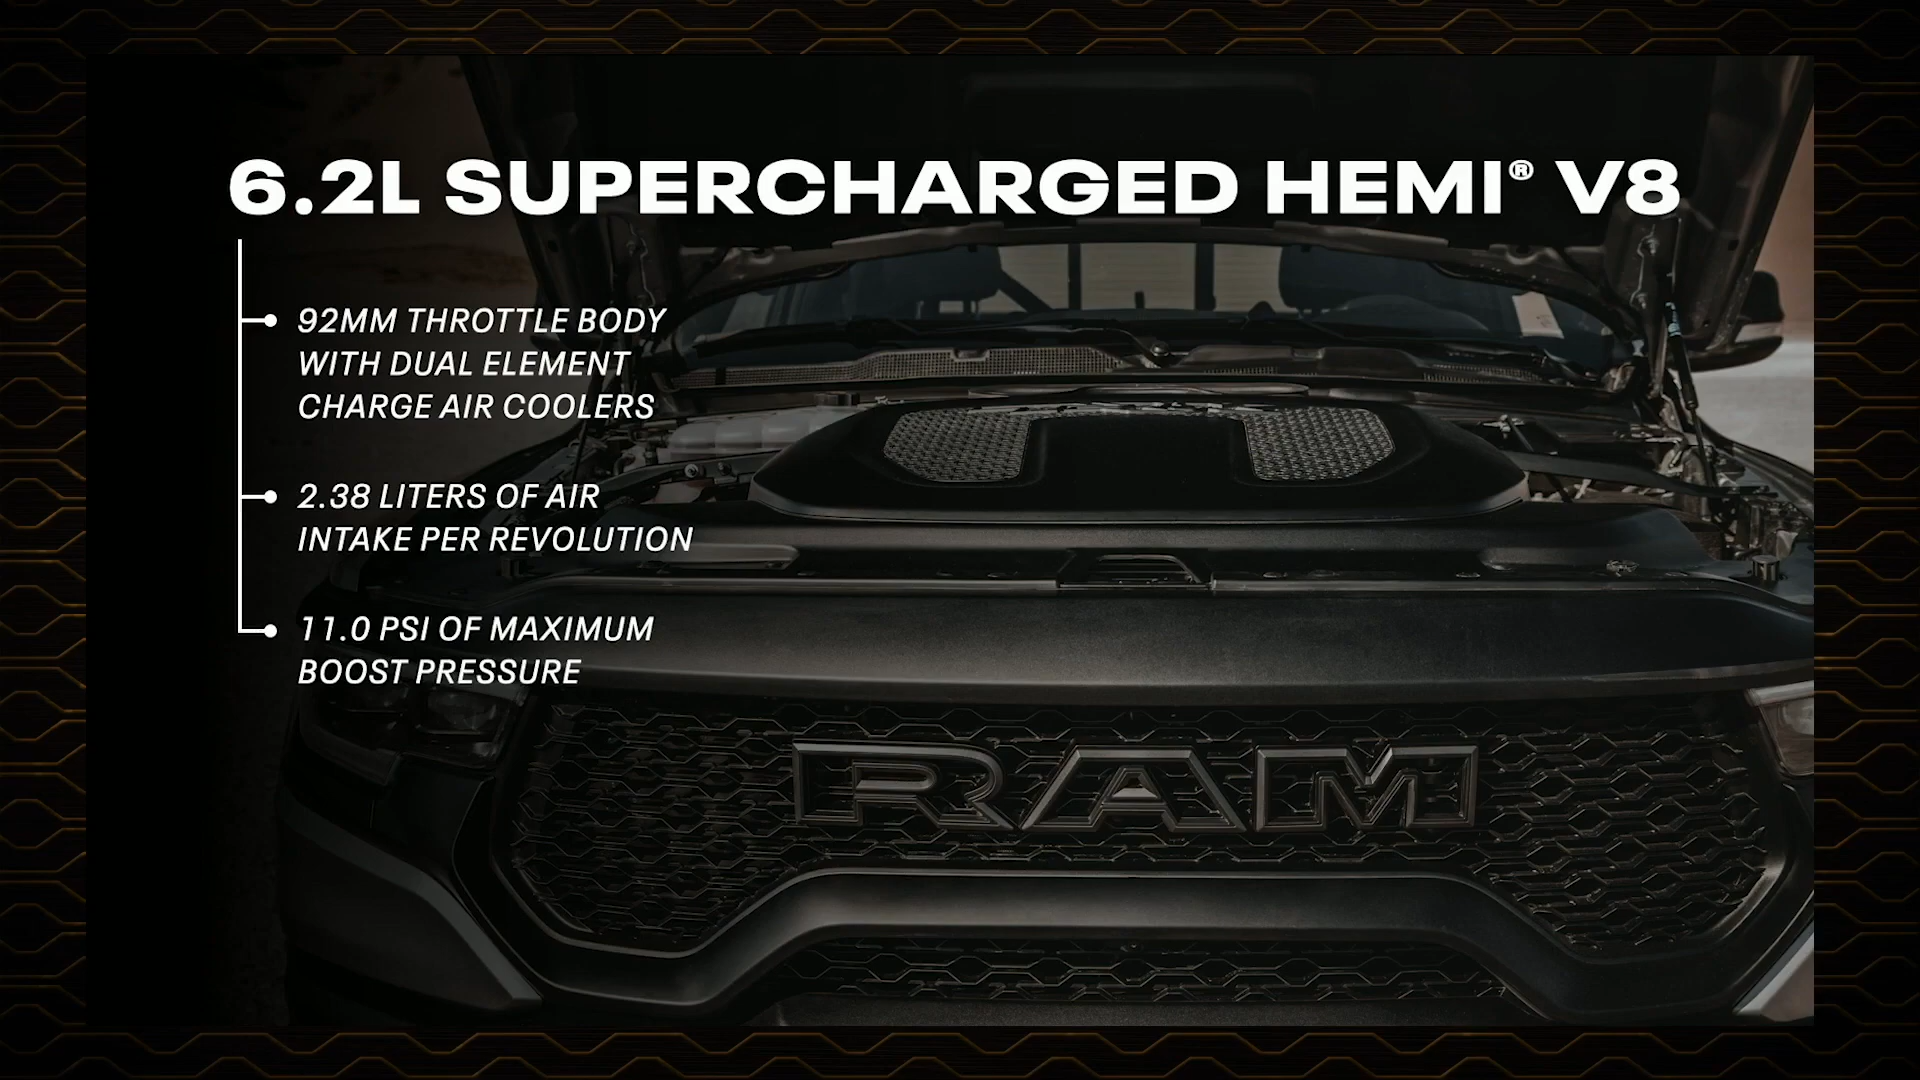 6.2L SUPERCHARGED HEMI® V8
92MM THROTTLE BODY
WITH DUAL ELEMENT
CHARGE AIR COOLERS
2.38 LITERS OF AIR
INTAKE PER REVOLUTION
11.0 PSI OF MAXIMUM
BOOST PRESSURE
RAM